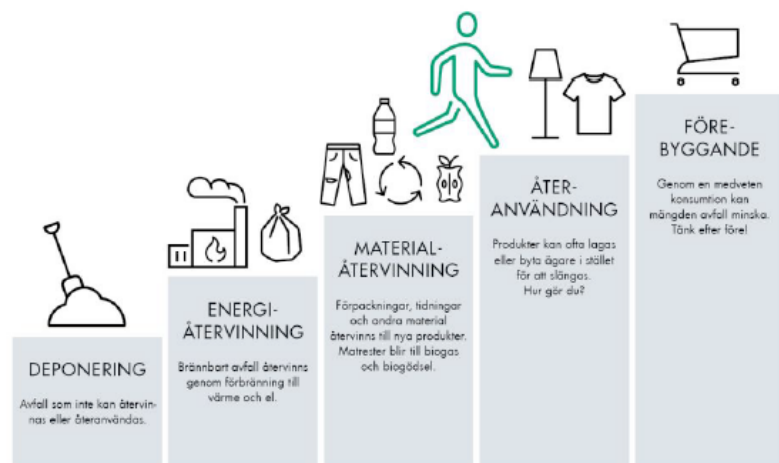 DEPONERING
Avfall som inte kan återvin-
nas eller återanvändas.
ENERGI-
ÅTERVINNING
Brännbart avfall återvinns
genom förbränning till
värme och el.
MATERIAL-
ÅTERVINNING
Förpackningar, tidningar
och andra material
återvinns till nya produkter.
Matrester blir till biogas
och biogödsel.
ÅTER-
ANVÄNDNING
Produkter kan ofta lagas
eller byta ägare i stället
för att slängas.
Hur gör du?
FÖRE-
BYGGANDE
Genom en medveten
konsumtion kan
mängden avfall minska.
Tänk efter före!